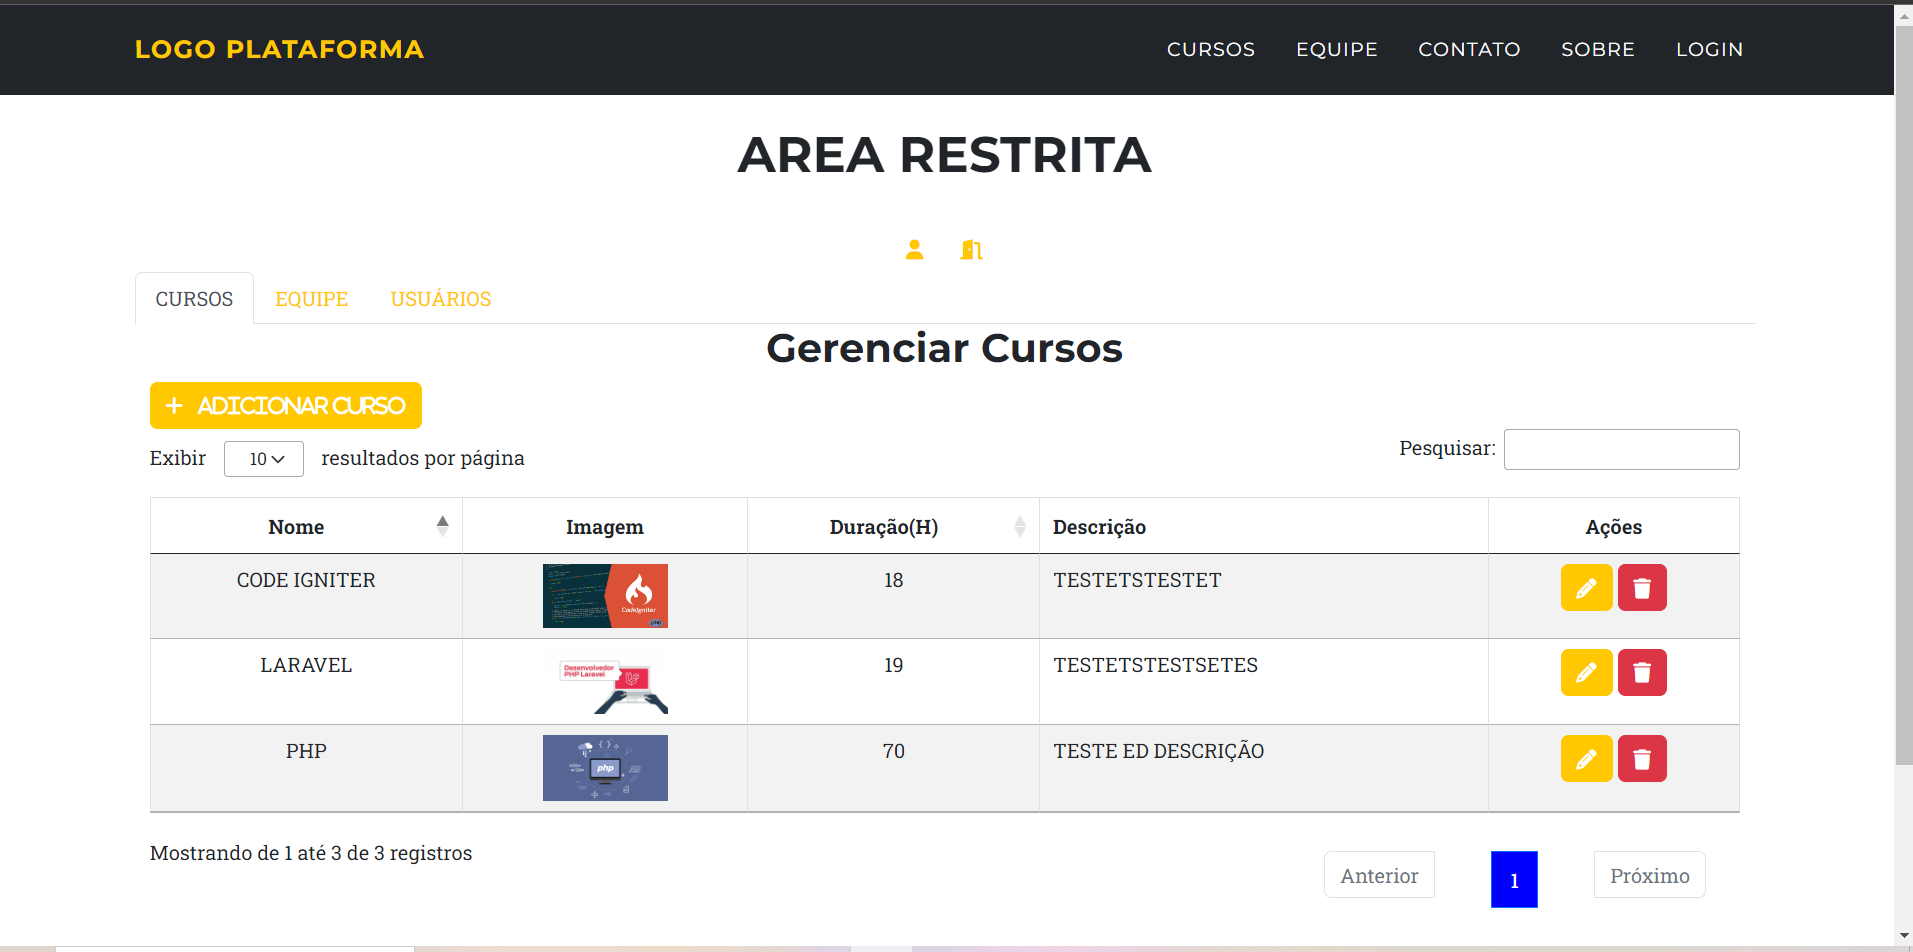 LOGO PLATAFORMA CURSOS EQUIPE CONTATO SOBRE LOGIN
AREA RESTRITA
CURSOS EQUIPE USUÁRIOS
Gerenciar Cursos
+ ADICIONAR CURSO
Exibir 10 resultados por página Pesquisar:
Nome Imagem Duração(H) Descrição Ações
CODE IGNITER CodeIgniter php 18 TESTETSTESTET
LARAVEL Desenvolvedor PHP Laravel 19 TESTETSTESTSETES
PHP php 70 TESTE ED DESCRIÇÃO
Mostrando de 1 até 3 de 3 registros Anterior 1 Próximo